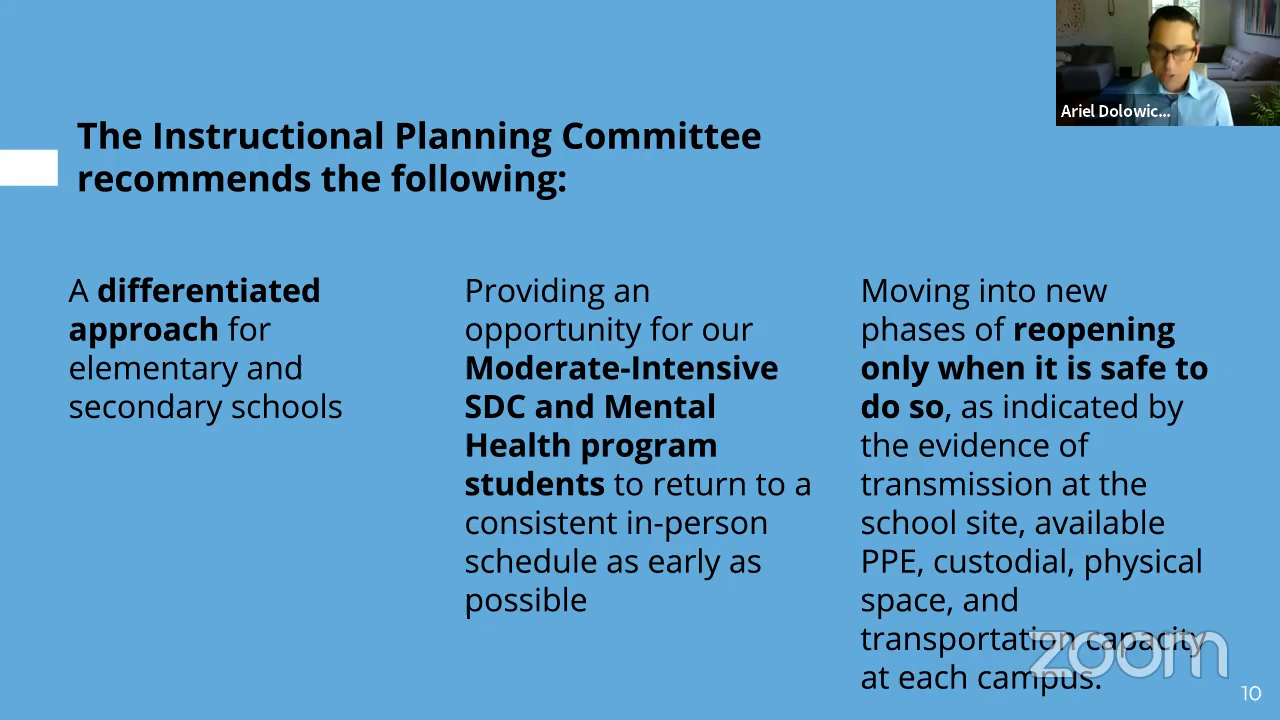 Ariel Dolowic...
The Instructional Planning Committee
recommends the following:
A differentiated
approach for
elementary and
secondary schools
Providing an
opportunity for our
Moderate-Intensive
SDC and Mental
Health program
students to return to a
consistent in-person
schedule as early as
possible
Moving into new
phases of reopening
only when it is safe to
do so, as indicated by
the evidence of
transmission at the
school site, available
PPE, custodial, physical
space, and
transportation capacity
at each campus.
zoom
10